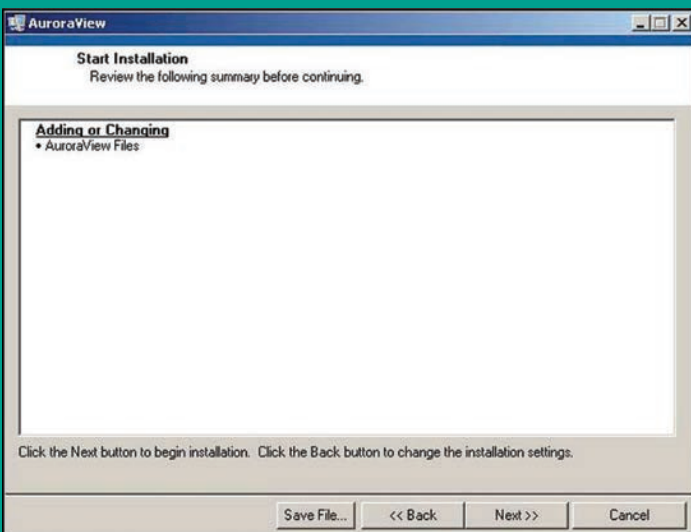 AuroraView
Start Installation
Review the following summary before continuing.
Adding or Changing
• AuroraView Files
Click the Next button to begin installation. Click the Back button to change the installation settings.
Save File... << Back Next >> Cancel